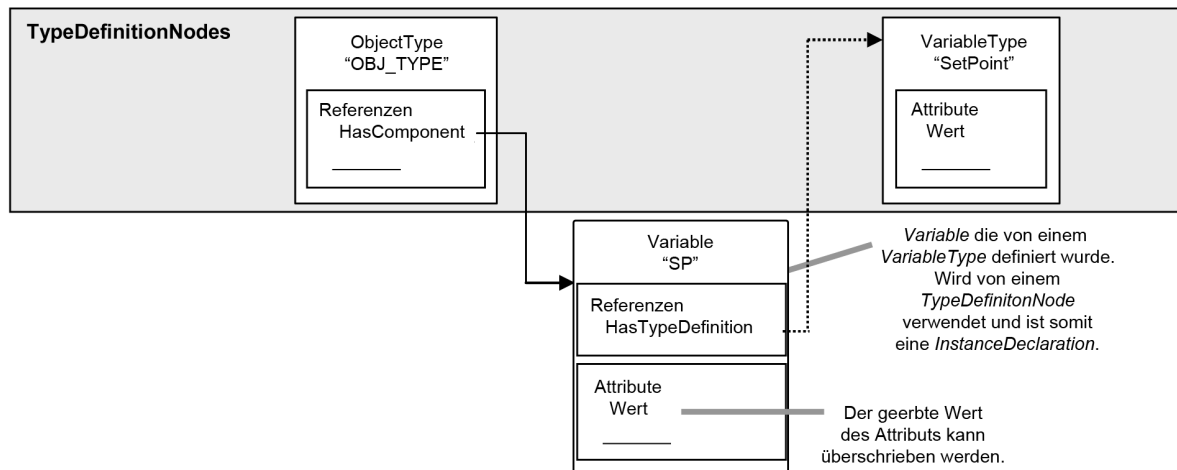 TypeDefinitionNodes
ObjectType
“OBJ_TYPE”
Referenzen
HasComponent
VariableType
“SetPoint”
Attribute
Wert
Variable
“SP”
Referenzen
HasTypeDefinition
Attribute
Wert
Variable die von einem
VariableType definiert wurde.
Wird von einem
TypeDefinitonNode
verwendet und ist somit
eine InstanceDeclaration.
Der geerbte Wert
des Attributs kann
überschrieben werden.